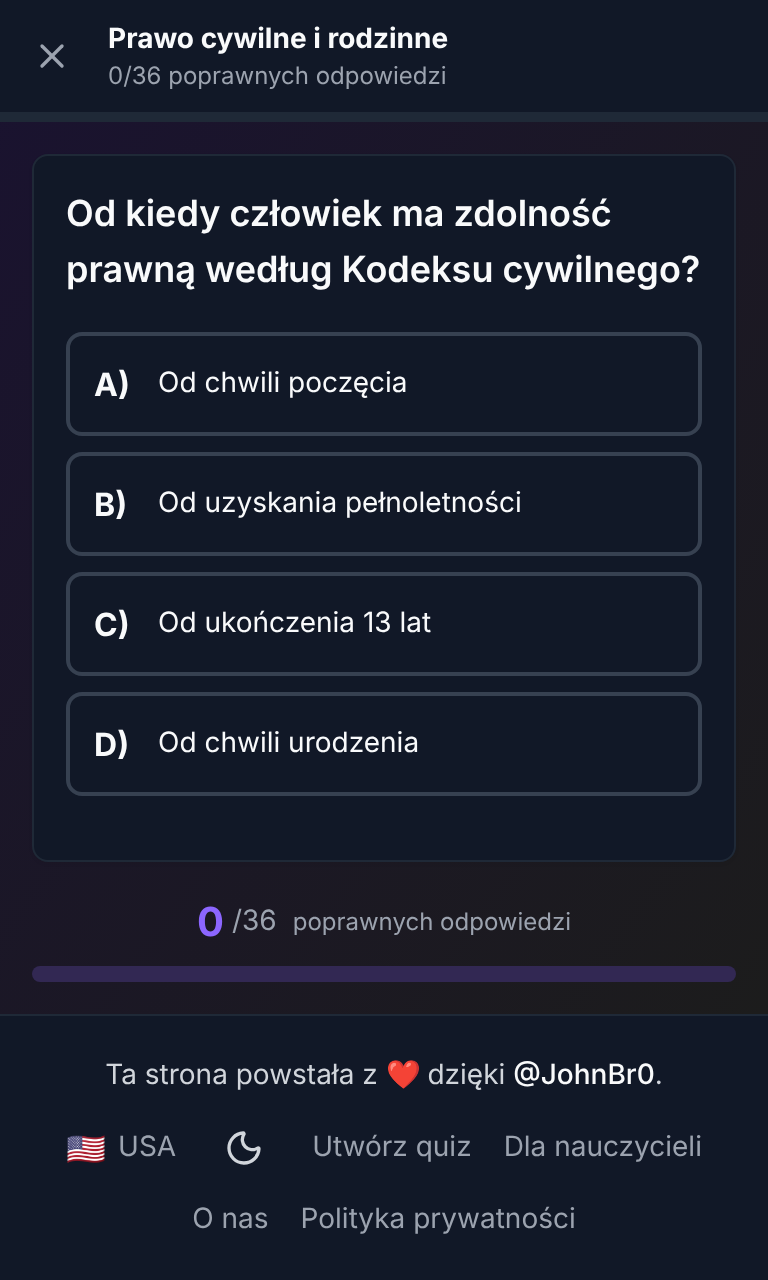 Prawo cywilne i rodzinne
0/36 poprawnych odpowiedzi
Od kiedy człowiek ma zdolność
prawną według Kodeksu cywilnego?
A) Od chwili poczęcia
B) Od uzyskania pełnoletności
C) Od ukończenia 13 lat
D) Od chwili urodzenia
0 /36 poprawnych odpowiedzi
Ta strona powstała z ❤️ dzięki @JohnBr0.
🇺🇸 USA Utwórz quiz Dla nauczycieli
O nas Polityka prywatności